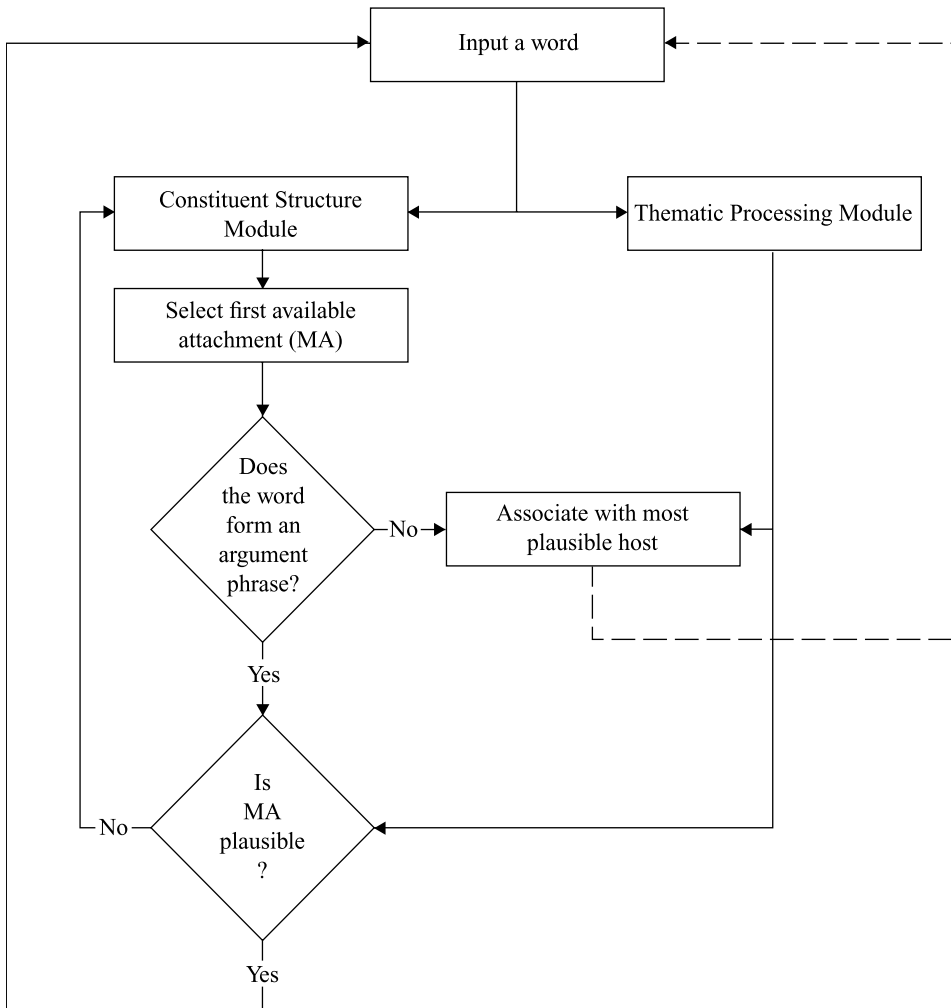 Input a word
Constituent Structure
Module
Thematic Processing Module
Select first available
attachment (MA)
Does
the word
form an
argument
phrase?
No
Associate with most
plausible host
Yes
Is
MA
plausible
?
No
Yes